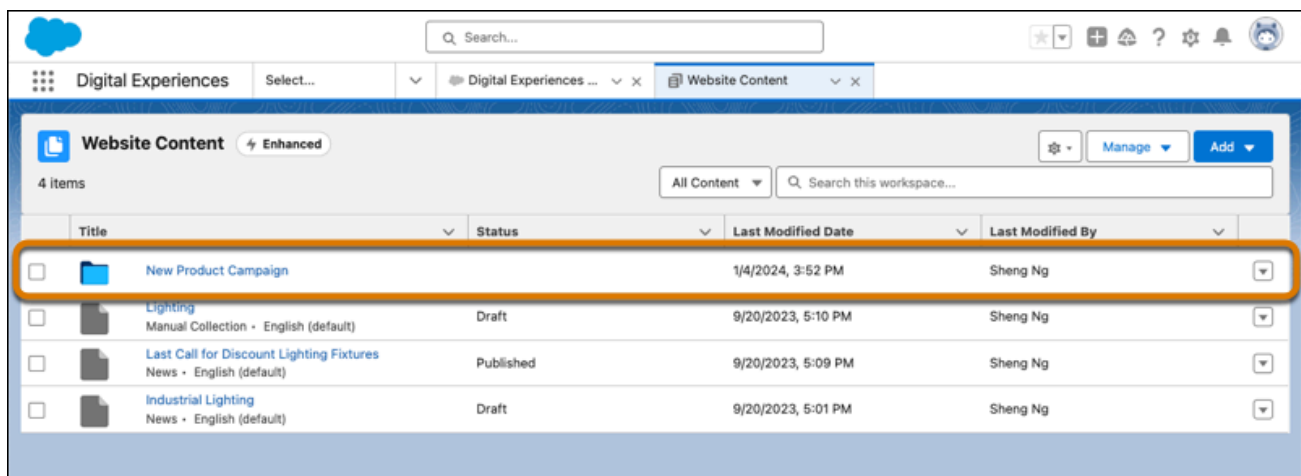 Search...
Digital Experiences Select... Digital Experiences ... Website Content
Website Content Enhanced Manage Add
4 items All Content Search this workspace...
Title Status Last Modified Date Last Modified By
New Product Campaign 1/4/2024, 3:52 PM Sheng Ng
Lighting
Manual Collection • English (default) Draft 9/20/2023, 5:10 PM Sheng Ng
Last Call for Discount Lighting Fixtures
News • English (default) Published 9/20/2023, 5:09 PM Sheng Ng
Industrial Lighting
News • English (default) Draft 9/20/2023, 5:01 PM Sheng Ng